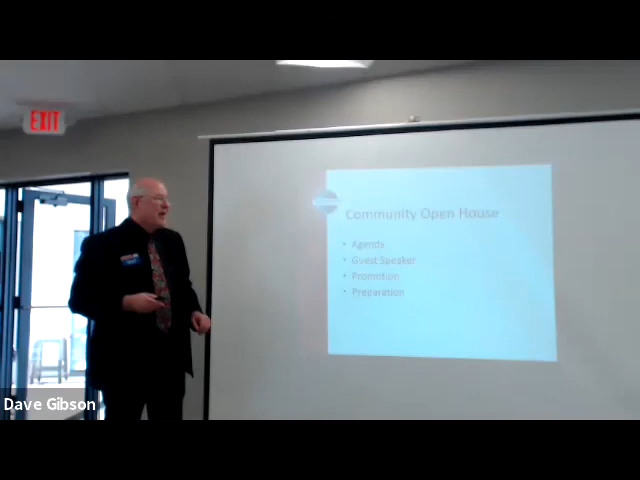 EXIT
Community Open House
• Agenda
• Guest Speaker
• Promotion
• Preparation
Dave Gibson